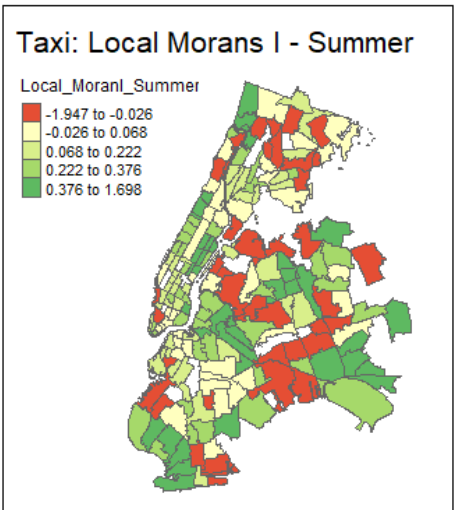 Taxi: Local Morans I - Summer
Local_MoranI_Summer
-1.947 to -0.026
-0.026 to 0.068
0.068 to 0.222
0.222 to 0.376
0.376 to 1.698